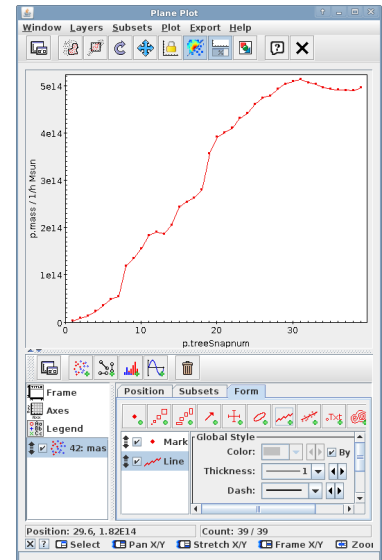 Plane Plot
Window Layers Subsets Plot Export Help
5e14
4e14
3e14
2e14
1e14
0
p.mass / 1/h Msun
0 10 20 30
p.treeSnapnum
Frame
Axes
Legend
42: mas
Position Subsets Form
Mark
Line
Global Style
Color: By
Thickness: 1
Dash:
Position: 29.6, 1.82E14 Count: 39 / 39
Select Pan X/Y Stretch X/Y Frame X/Y Zoo